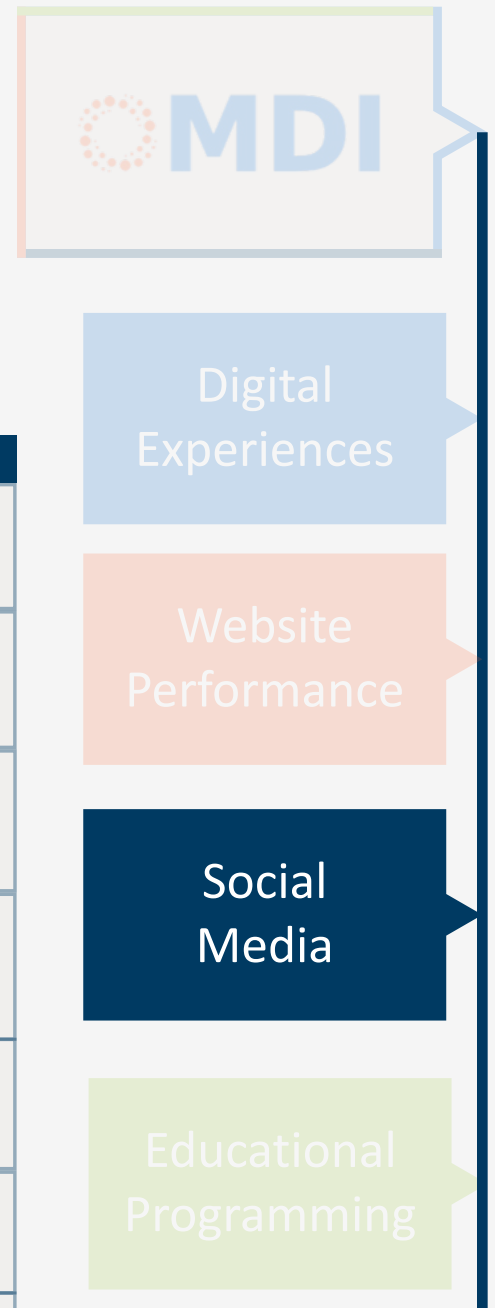 MDI
Digital
Experiences
Website
Performance
Social
Media
Educational
Programming